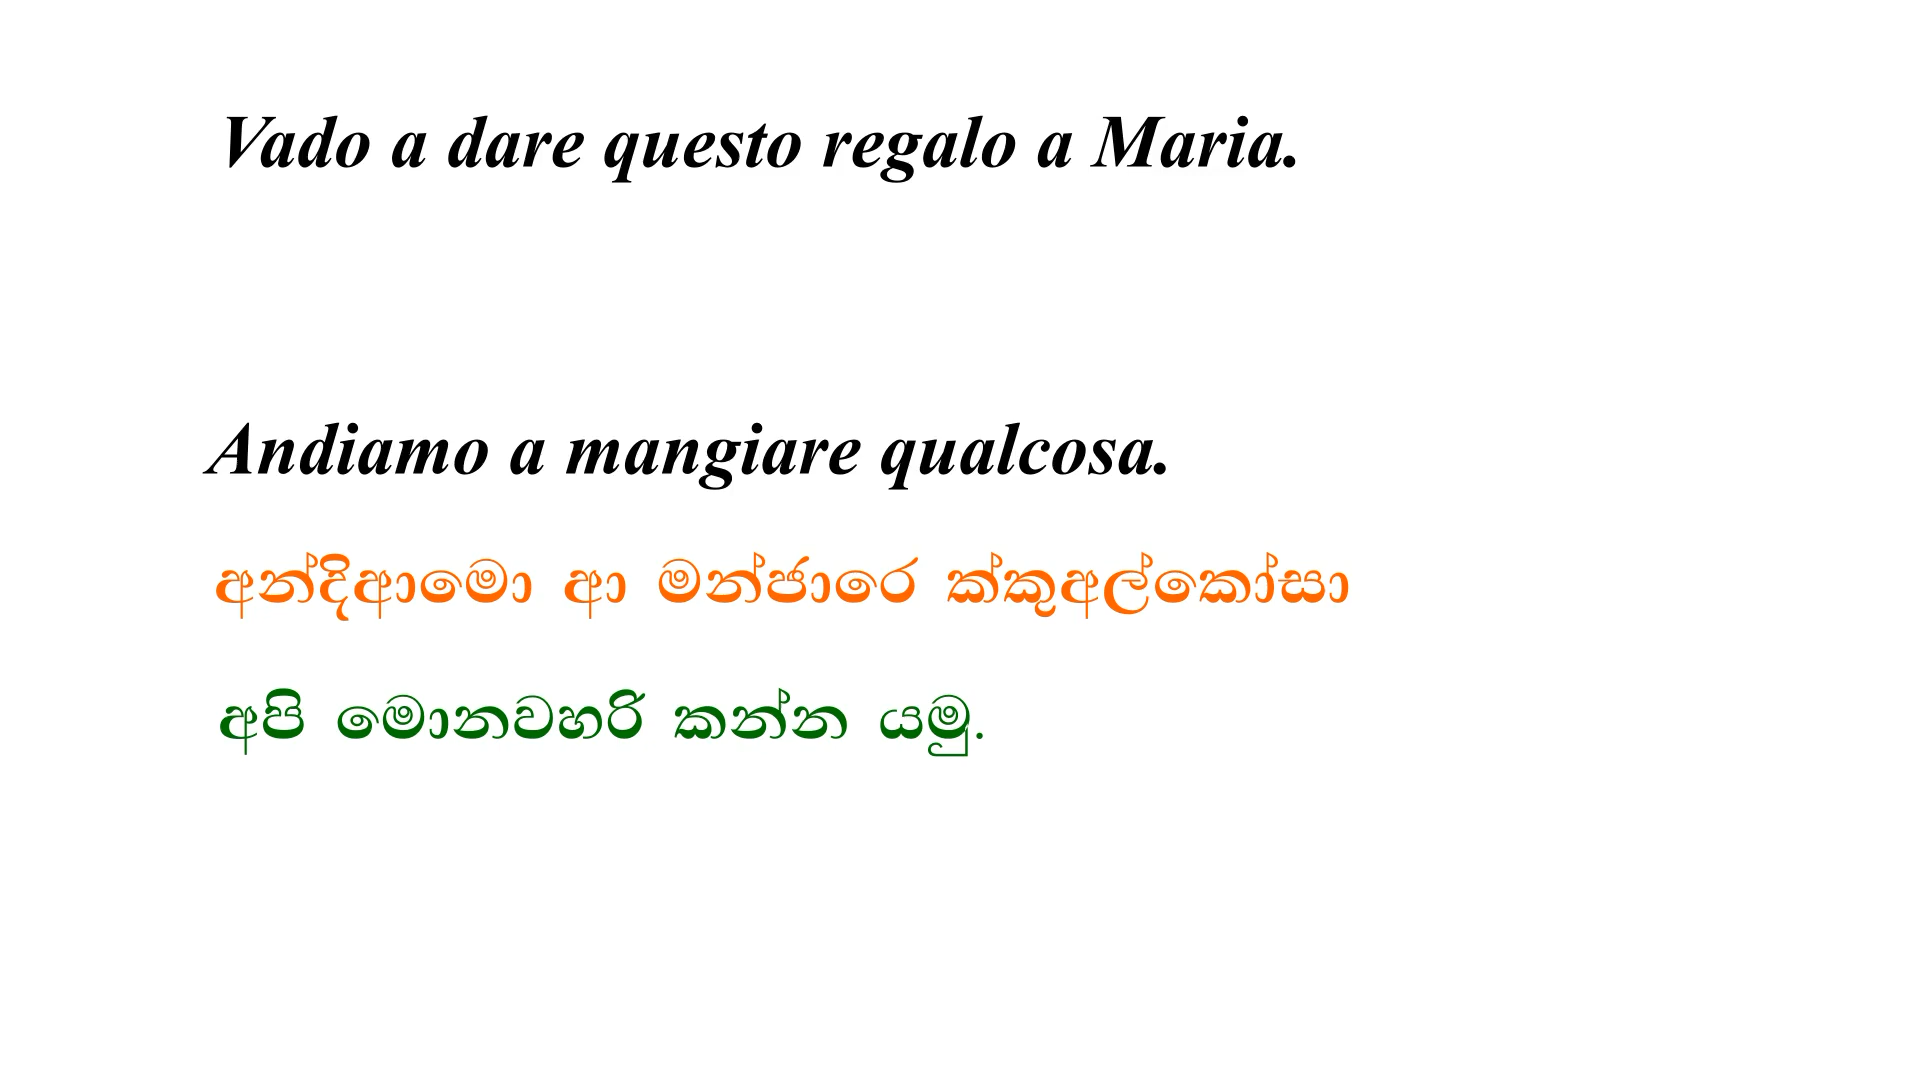 Vado a dare questo regalo a Maria.
Andiamo a mangiare qualcosa.
අන්දිආමො ආ මන්ජාරෙ ක්කුඅල්කෝසා
අපි මොනවහරි කන්න යමු.